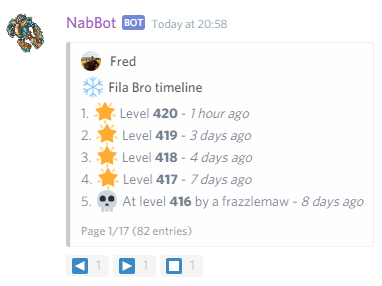 NabBot BOT Today at 20:58
Fred
Fila Bro timeline
1. Level 420 - 1 hour ago
2. Level 419 - 3 days ago
3. Level 418 - 4 days ago
4. Level 417 - 7 days ago
5. At level 416 by a frazzlemaw - 8 days ago
Page 1/17 (82 entries)
1 1 1